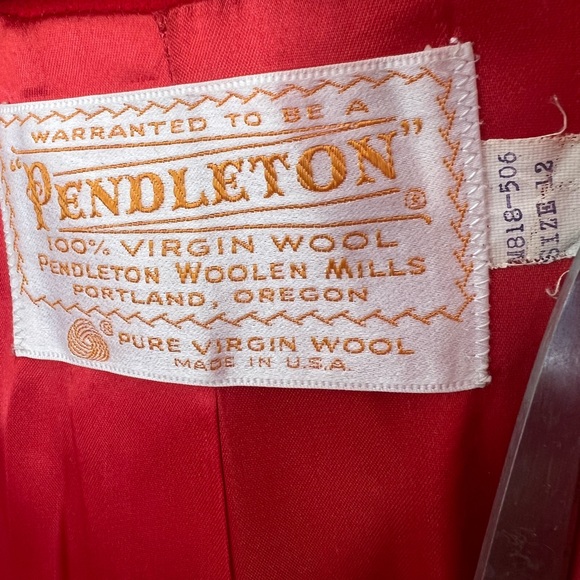 WARRANTED TO BE A
"PENDLETON"®
100% VIRGIN WOOL
PENDLETON WOOLEN MILLS
PORTLAND, OREGON
PURE VIRGIN WOOL
MADE IN U.S.A.
M818-506
SIZE-12